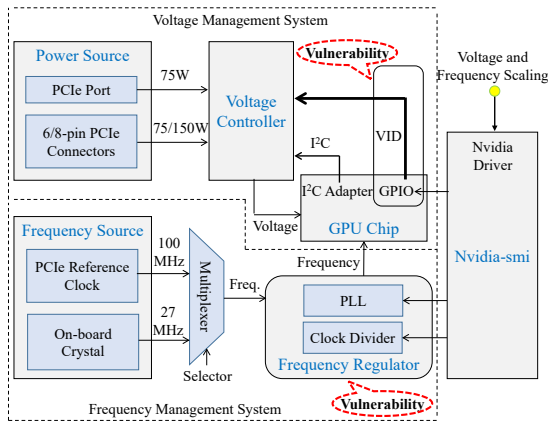 Voltage Management System
Power Source
PCIe Port
6/8-pin PCIe
Connectors
75W
75/150W
Voltage
Controller
Vulnerability
VID
I²C
I²C Adapter
GPIO
GPU Chip
Voltage
Voltage and
Frequency Scaling
Nvidia
Driver
Nvidia-smi
Frequency Source
PCIe Reference
Clock
On-board
Crystal
100
MHz
27
MHz
Multiplexer
Selector
Freq.
Frequency
PLL
Clock Divider
Frequency Regulator
Vulnerability
Frequency Management System